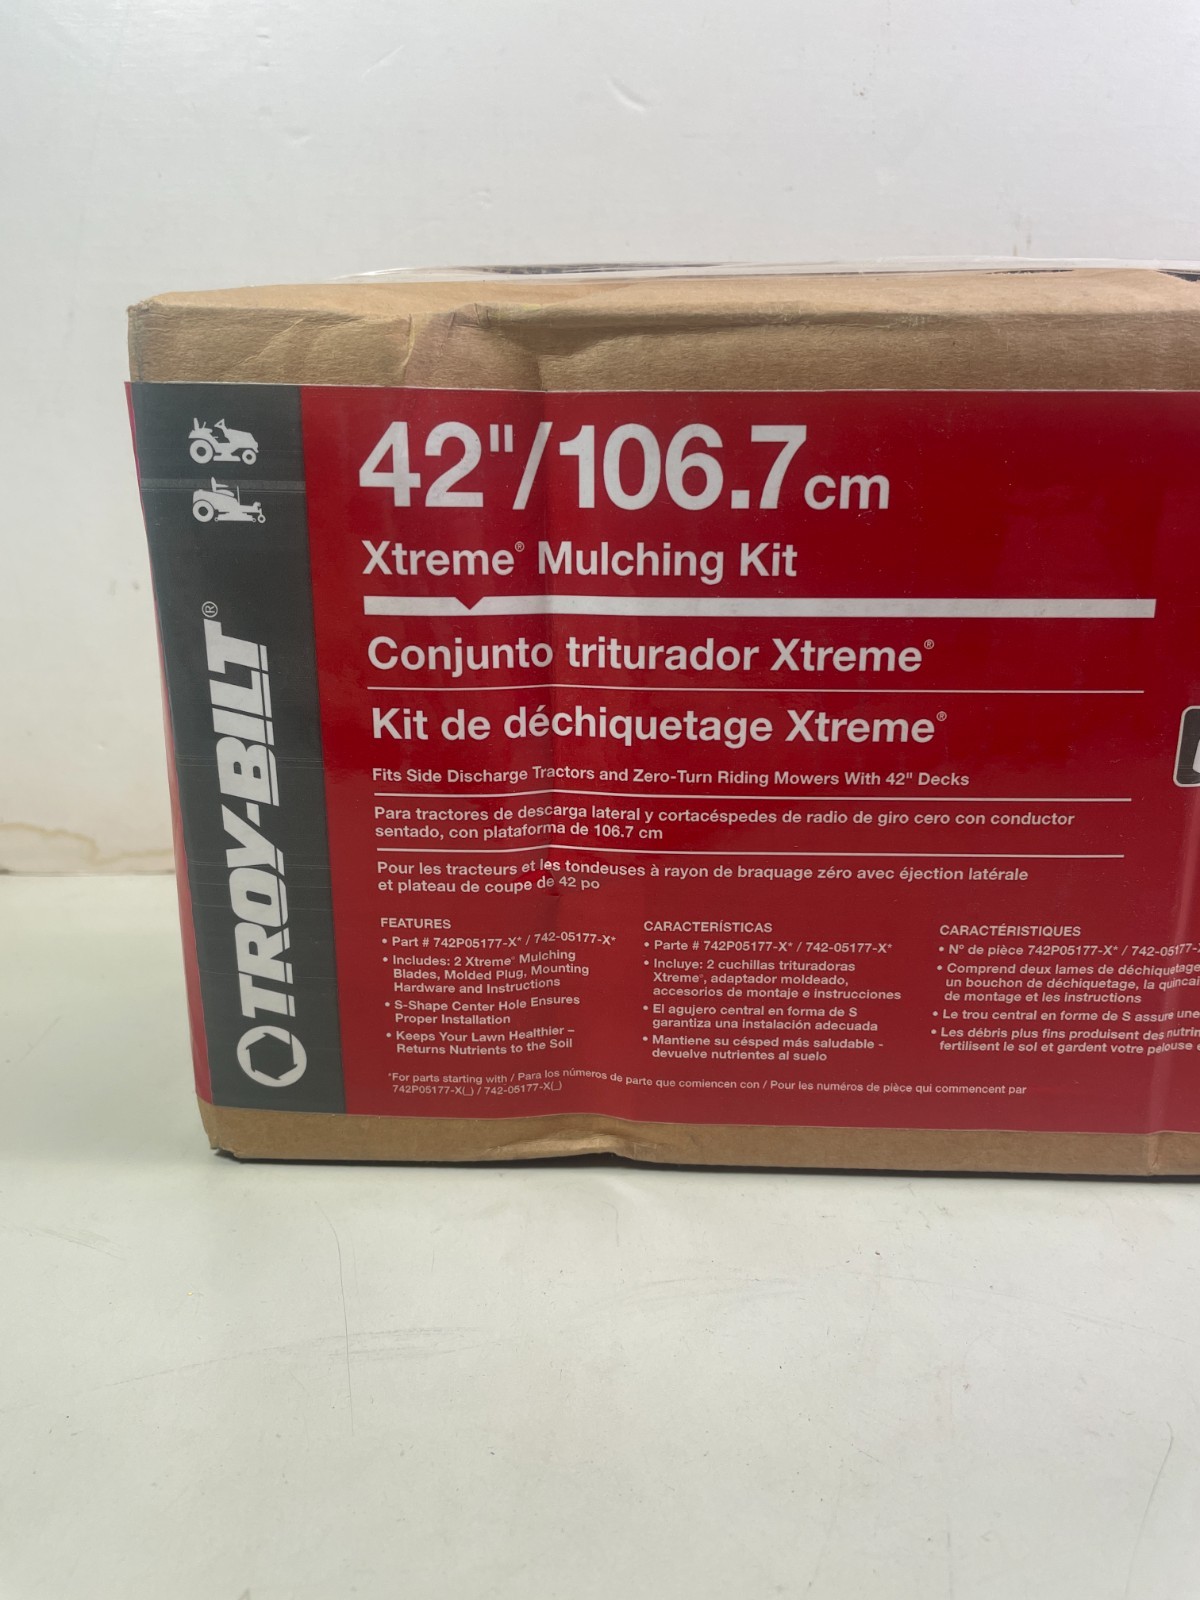 TROY-BILT®
42"/106.7cm
Xtreme® Mulching Kit
Conjunto triturador Xtreme®
Kit de déchiquetage Xtreme®
Fits Side Discharge Tractors and Zero-Turn Riding Mowers With 42" Decks
Para tractores de descarga lateral y cortacéspedes de radio de giro cero con conductor
sentado, con plataforma de 106.7 cm
Pour les tracteurs et les tondeuses à rayon de braquage zéro avec éjection latérale
et plateau de coupe de 42 po
FEATURES
• Part # 742P05177-X* / 742-05177-X*
• Includes: 2 Xtreme® Mulching
Blades, Molded Plug, Mounting
Hardware and Instructions
• S-Shape Center Hole Ensures
Proper Installation
• Keeps Your Lawn Healthier –
Returns Nutrients to the Soil
CARACTERÍSTICAS
• Parte # 742P05177-X* / 742-05177-X*
• Incluye: 2 cuchillas trituradoras
Xtreme®, adaptador moldeado,
accesorios de montaje e instrucciones
• El agujero central en forma de S
garantiza una instalación adecuada
• Mantiene su césped más saludable -
devuelve nutrientes al suelo
CARACTÉRISTIQUES
• Nº de pièce 742P05177-X* / 742-05177-
• Comprend deux lames de déchiquetage
un bouchon de déchiquetage, la
de montage et les instructions
• Le trou central en forme de S assure une
• Les débris plus fins produisent des
fertilisent le sol et gardent votre pelouse
*For parts starting with / Para los números de parte que comiencen con / Pour les numéros de pièce qui commencent par
742P05177-X(_) / 742-05177-X(_)